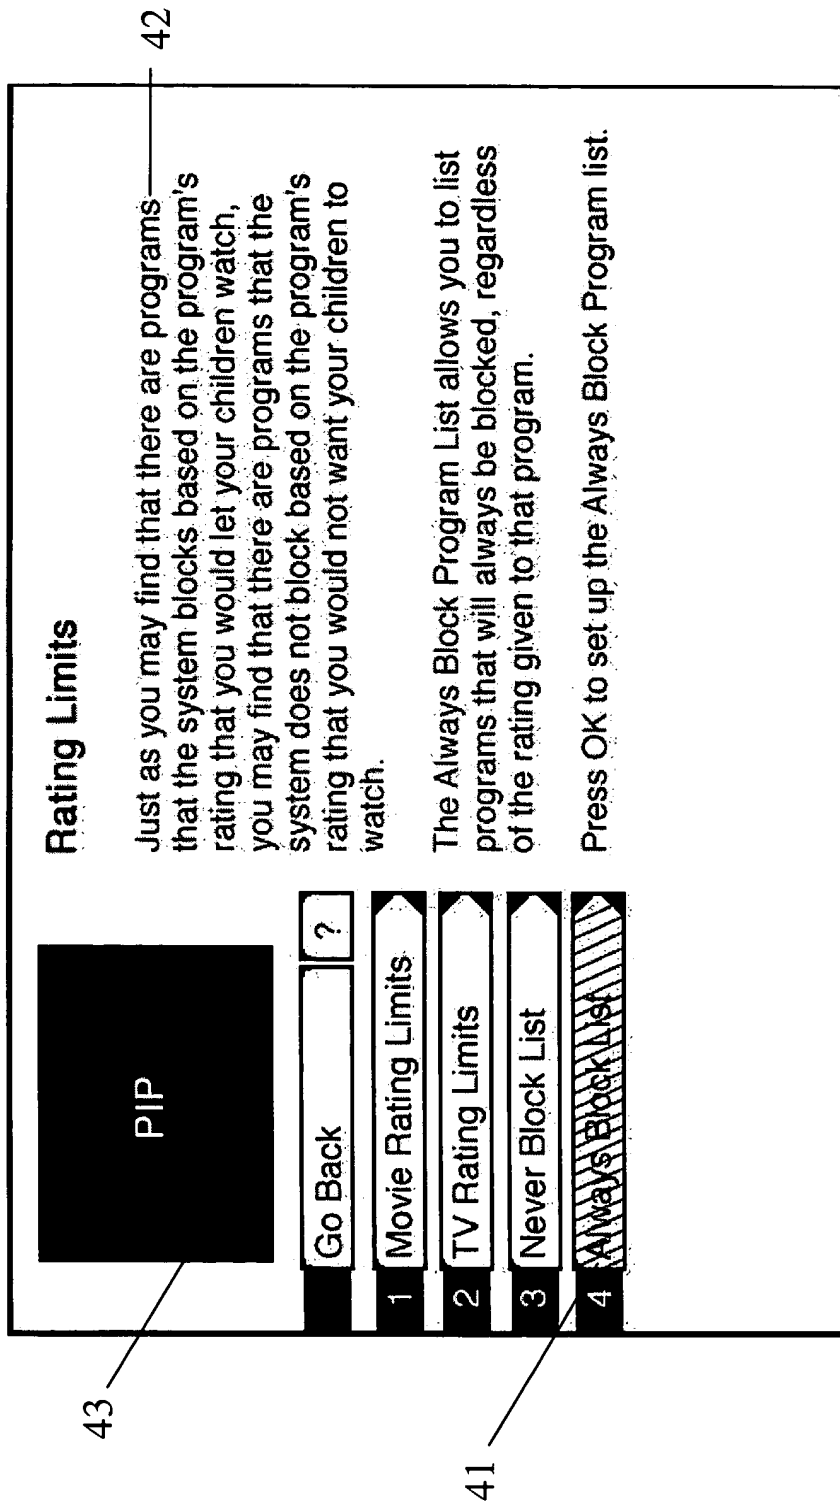 Rating Limits
PIP
Just as you may find that there are programs
that the system blocks based on the program's
rating that you would let your children watch,
you may find that there are programs that the
system does not block based on the program's
rating that you would not want your children to
watch.
The Always Block Program List allows you to list
programs that will always be blocked, regardless
of the rating given to that program.
Press OK to set up the Always Block Program list.
Go Back ?
1 Movie Rating Limits
2 TV Rating Limits
3 Never Block List
4 Always Block List
43
41
42